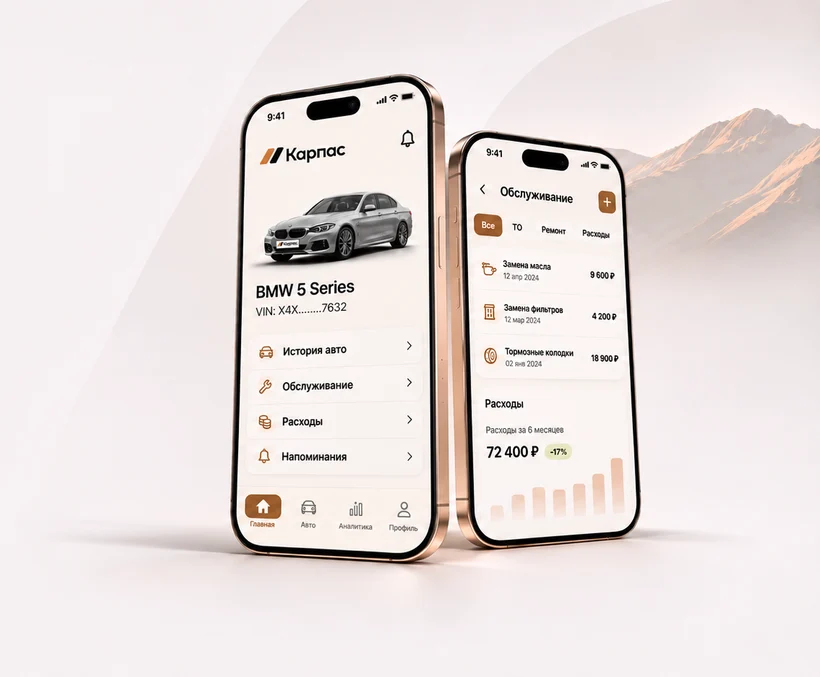 9:41
Карпас
Карпас
BMW 5 Series
VIN: X4X........7632
История авто
Обслуживание
Расходы
Напоминания
Главная
Авто
Аналитика
Профиль
9:41
Обслуживание
+
Все
ТО
Ремонт
Расходы
Замена масла
9 600 ₽
12 апр 2024
Замена фильтров
4 200 ₽
12 мар 2024
Тормозные колодки
18 900 ₽
02 янв 2024
Расходы
Расходы за 6 месяцев
72 400 ₽ -17%